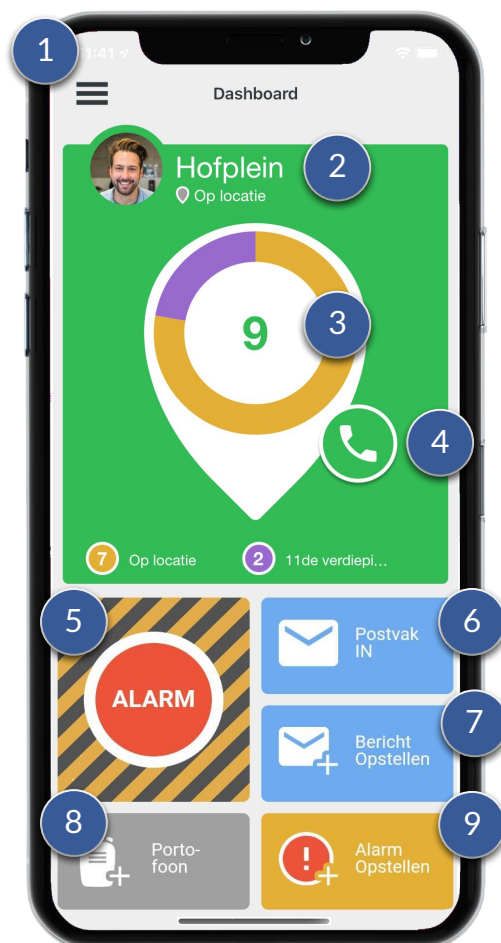 1
1:41
Dashboard
Hofplein
2
Op locatie
9
3
4
7 Op locatie
2 11de verdiepi...
5
ALARM
Postvak
IN
6
Bericht
Opstellen
7
8
Porto-
foon
Alarm
Opstellen
9